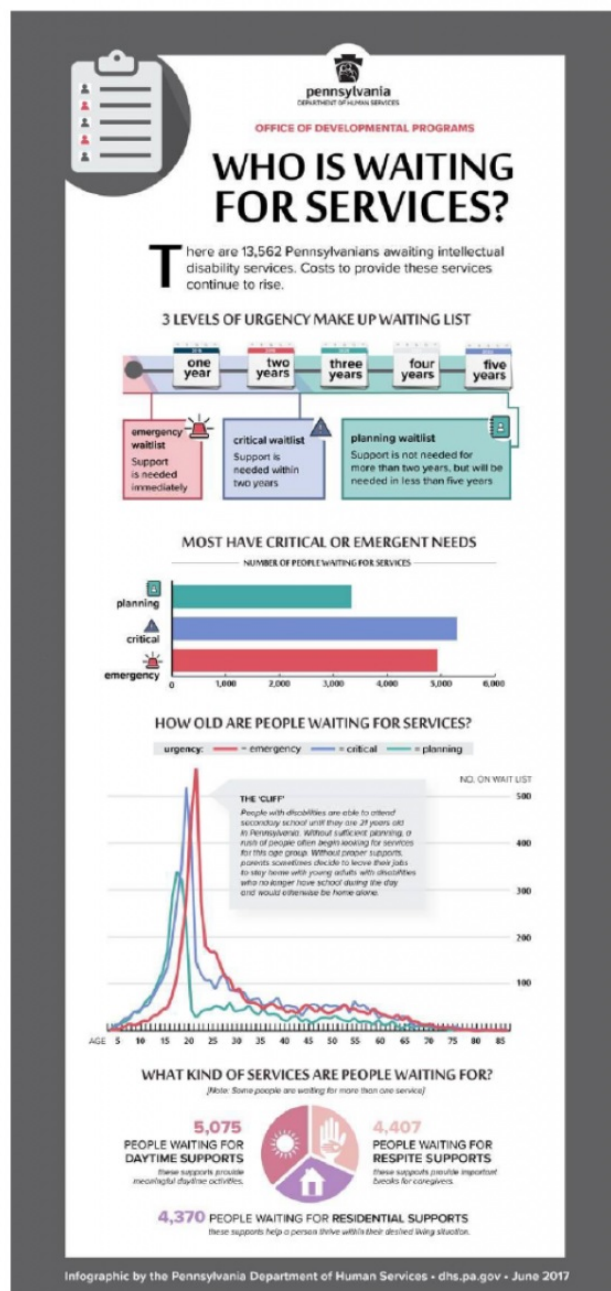 pennsylvania
DEPARTMENT OF HUMAN SERVICES
OFFICE OF DEVELOPMENTAL PROGRAMS
WHO IS WAITING
FOR SERVICES?
There are 13,562 Pennsylvanians awaiting intellectual
disability services. Costs to provide these services
continue to rise.
3 LEVELS OF URGENCY MAKE UP WAITING LIST
one year
two years
three years
four years
five years
emergency
waitlist
Support
is needed
immediately
critical waitlist
Support is
needed within
two years
planning waitlist
Support is not needed for
more than two years, but will be
needed in less than five years
MOST HAVE CRITICAL OR EMERGENT NEEDS
NUMBER OF PEOPLE WAITING FOR SERVICES
planning
critical
emergency
0 1,000 2,000 3,000 4,000 5,000 6,000
HOW OLD ARE PEOPLE WAITING FOR SERVICES?
urgency: = emergency = critical = planning
NO. ON WAIT LIST
THE 'CLIFF'
People with disabilities are able to attend
secondary school until they are 21 years old
in Pennsylvania. Without sufficient planning, a
rush of people often begin looking for services
for this age group. Without proper supports,
parents sometimes decide to leave their jobs
to stay home with young adults with disabilities
who no longer have school during the day
and would otherwise be home alone.
500
400
300
200
100
AGE 5 10 15 20 25 30 35 40 45 50 55 60 65 70 75 80 85
WHAT KIND OF SERVICES ARE PEOPLE WAITING FOR?
[Note: Some people are waiting for more than one service]
5,075
PEOPLE WAITING FOR
DAYTIME SUPPORTS
these supports provide
meaningful daytime activities.
4,407
PEOPLE WAITING FOR
RESPITE SUPPORTS
these supports provide important
breaks for caregivers.
4,370 PEOPLE WAITING FOR RESIDENTIAL SUPPORTS
these supports help a person thrive within their desired living situation.
Infographic by the Pennsylvania Department of Human Services • dhs.pa.gov • June 2017